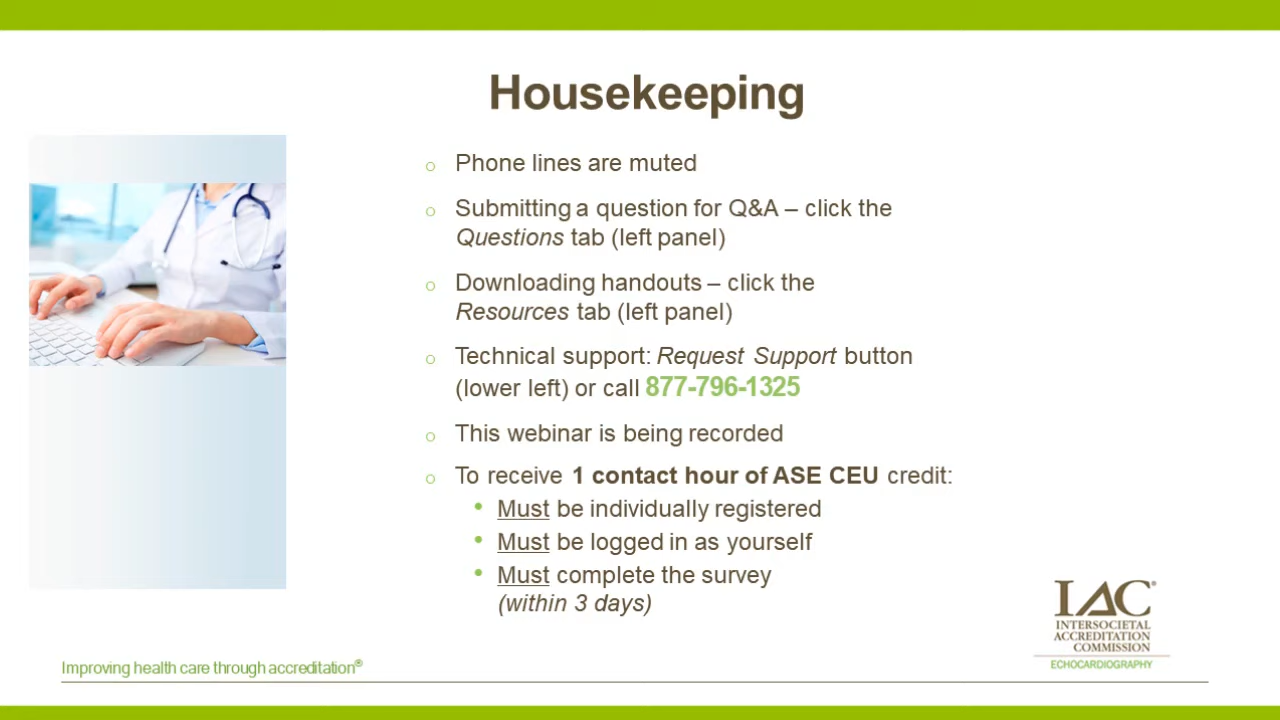 Housekeeping
o Phone lines are muted
o Submitting a question for Q&A – click the
Questions tab (left panel)
o Downloading handouts – click the
Resources tab (left panel)
o Technical support: Request Support button
(lower left) or call 877-796-1325
o This webinar is being recorded
o To receive 1 contact hour of ASE CEU credit:
• Must be individually registered
• Must be logged in as yourself
• Must complete the survey
(within 3 days)
IAC®
INTERSOCIETAL
ACCREDITATION
COMMISSION
ECHOCARDIOGRAPHY
Improving health care through accreditation®